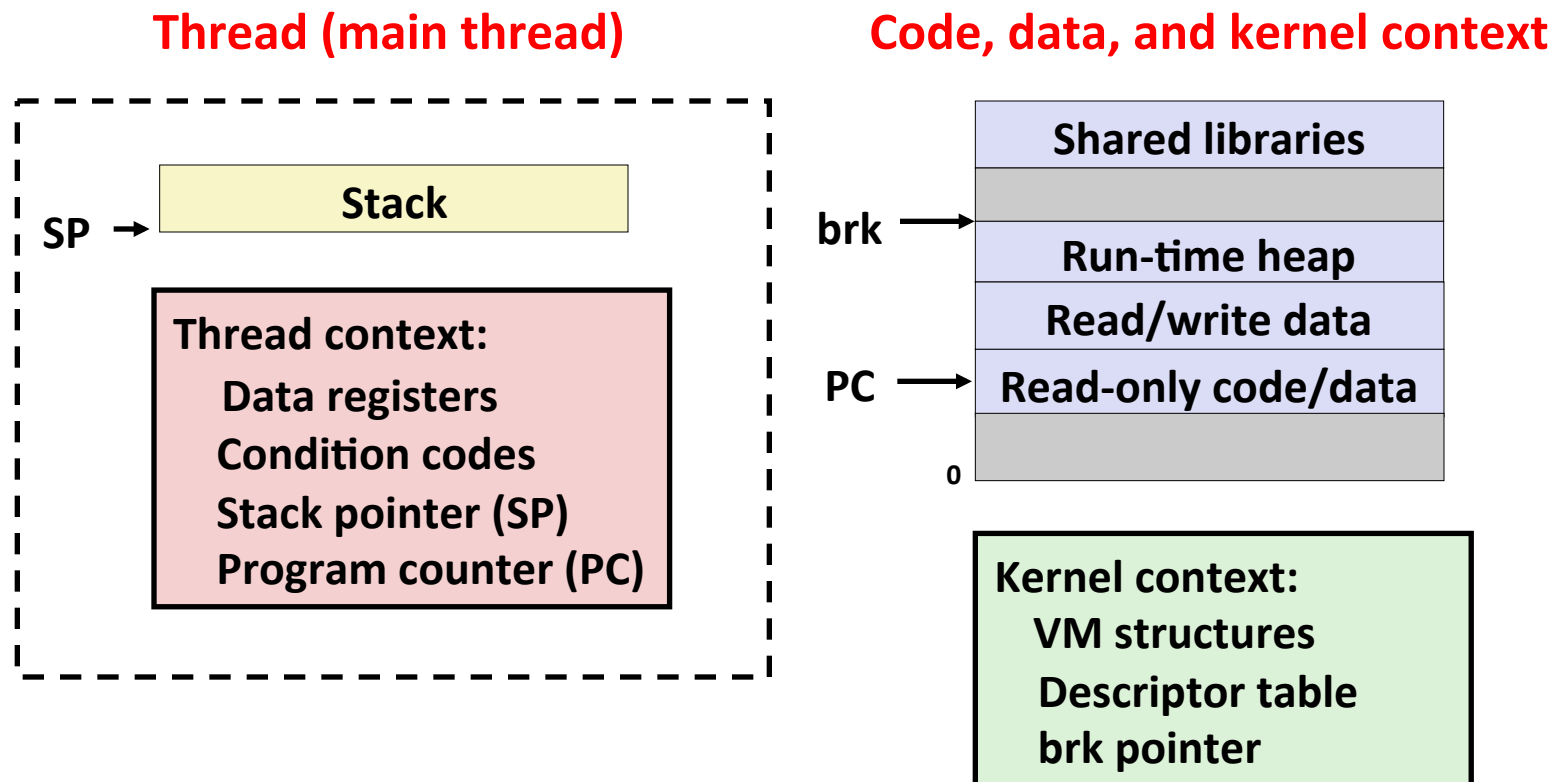 Thread (main thread)
Code, data, and kernel context
Stack
SP
Thread context:
Data registers
Condition codes
Stack pointer (SP)
Program counter (PC)
Shared libraries
brk
Run-time heap
Read/write data
PC
Read-only code/data
0
Kernel context:
VM structures
Descriptor table
brk pointer